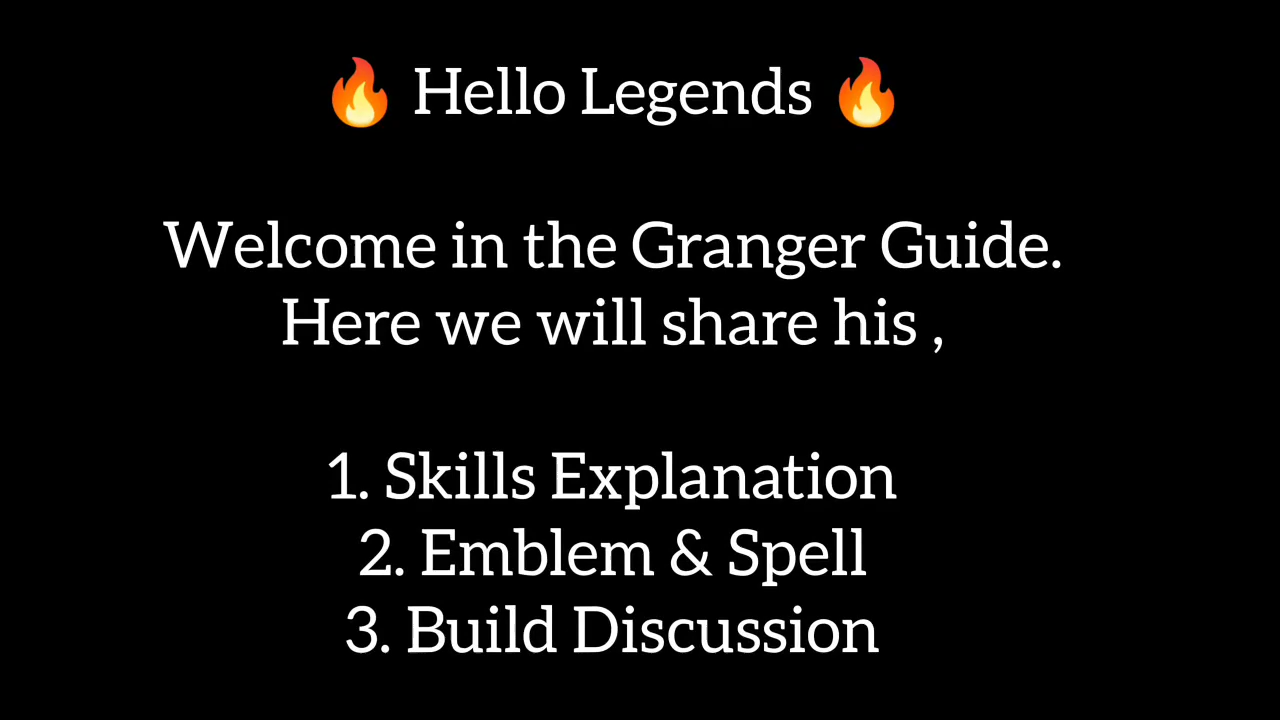 🔥 Hello Legends 🔥
Welcome in the Granger Guide.
Here we will share his ,
1. Skills Explanation
2. Emblem & Spell
3. Build Discussion